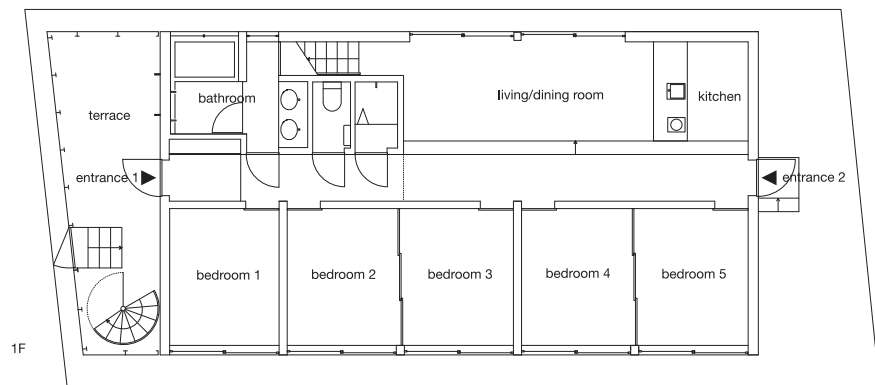 terrace
bathroom
living/dining room
kitchen
entrance 1
entrance 2
bedroom 1
bedroom 2
bedroom 3
bedroom 4
bedroom 5
1F